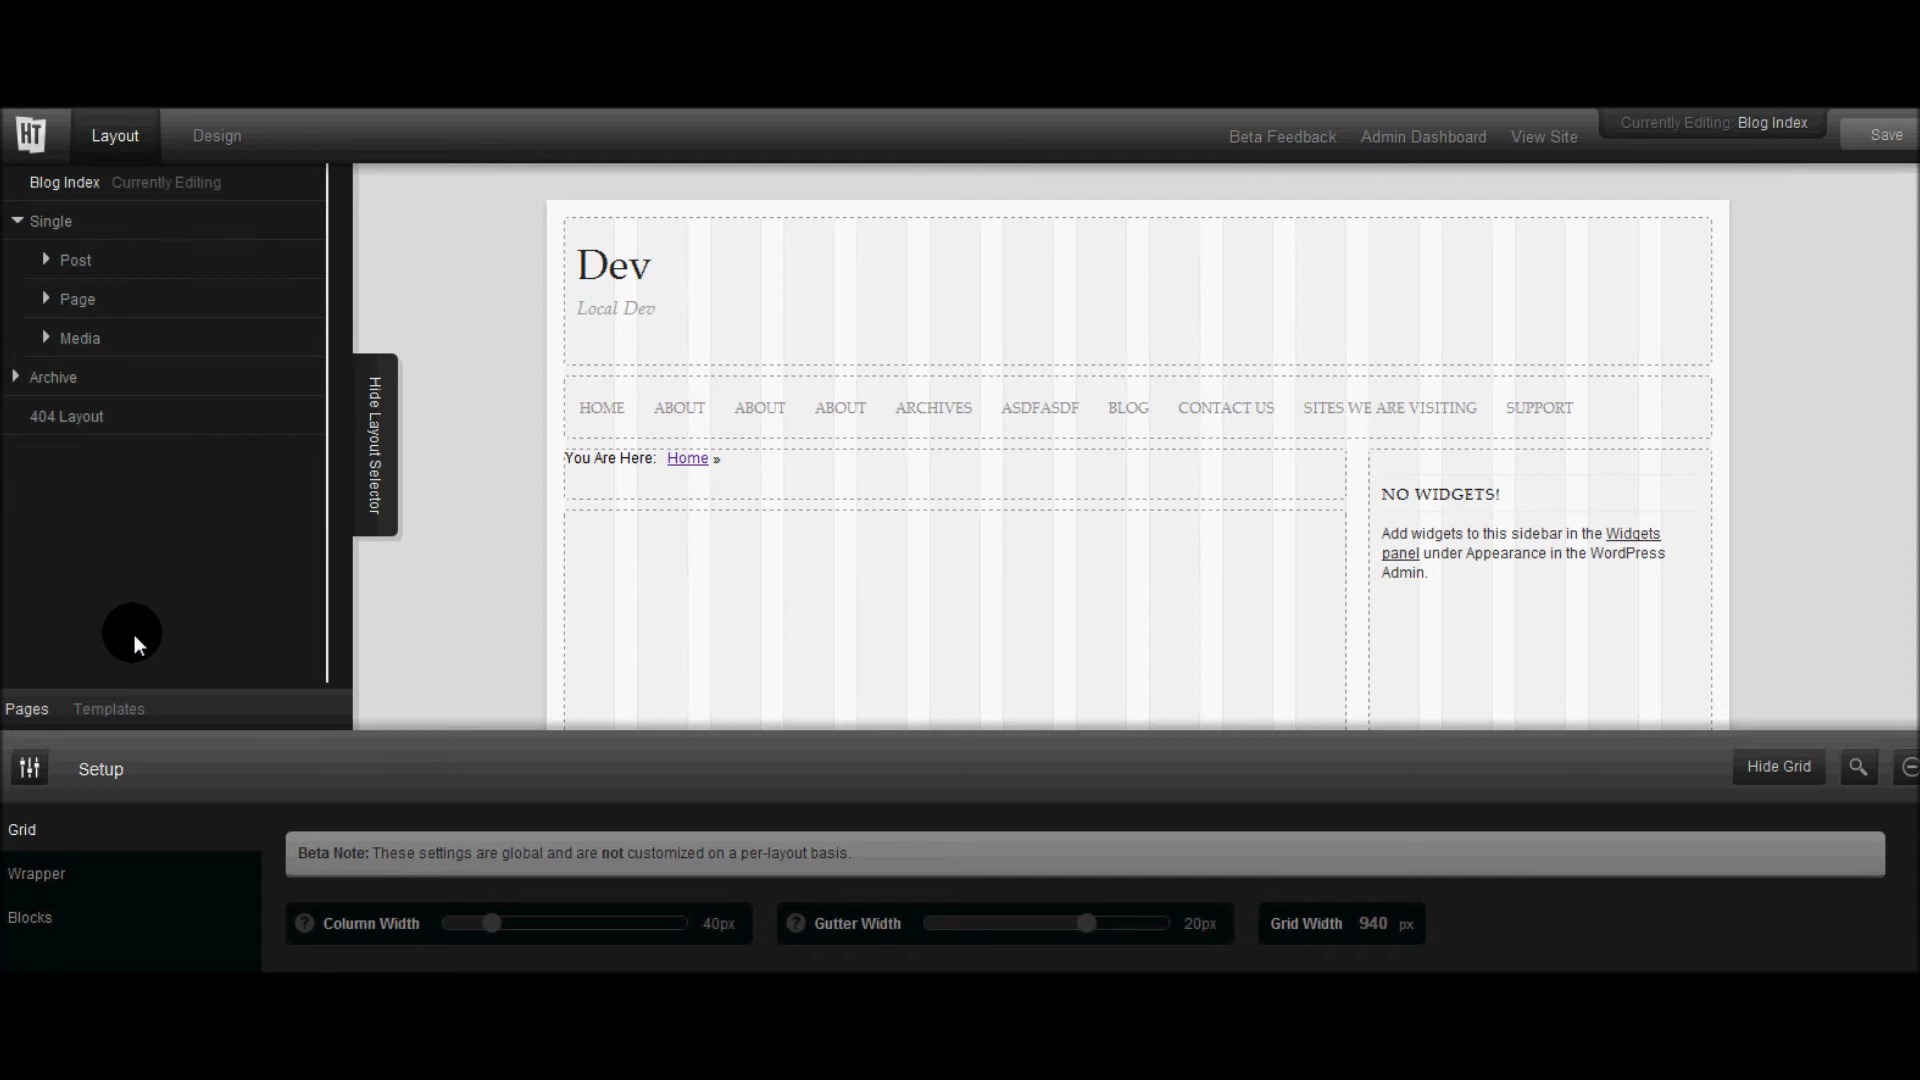 HT
Layout
Design
Beta Feedback
Admin Dashboard
View Site
Currently Editing: Blog Index
Save
Blog Index Currently Editing
Single
Post
Page
Media
Archive
404 Layout
Pages
Templates
Hide Layout Selector
Dev
Local Dev
HOME ABOUT ABOUT ABOUT ARCHIVES ASDFASDF BLOG CONTACT US SITES WE ARE VISITING SUPPORT
You Are Here: Home »
NO WIDGETS!
Add widgets to this sidebar in the Widgets
panel under Appearance in the WordPress
Admin.
Setup
Hide Grid
Grid
Wrapper
Blocks
Beta Note: These settings are global and are not customized on a per-layout basis.
? Column Width 40px
? Gutter Width 20px
Grid Width 940 px